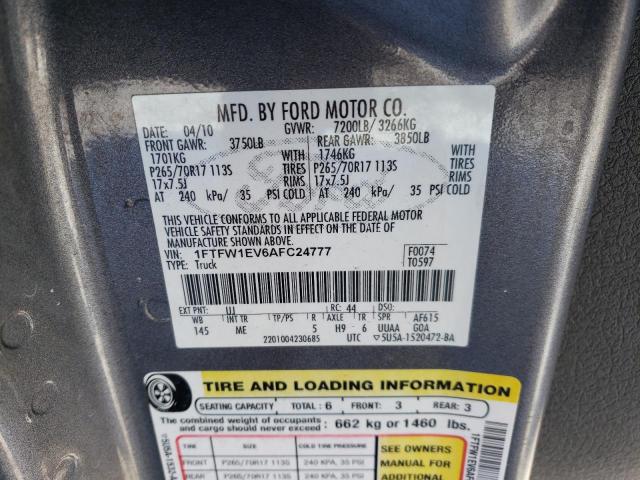 MFD. BY FORD MOTOR CO.
DATE: 04/10 GVWR: 7200LB/ 3266KG
FRONT GAWR: 3750LB REAR GAWR: 3850LB
1701KG WITH 1746KG WITH
P265/70R17 113S TIRES P265/70R17 113S TIRES
17x7.5J RIMS 17x7.5J RIMS
AT 240 kPa/ 35 PSI COLD AT 240 kPa/ 35 PSI COLD
THIS VEHICLE CONFORMS TO ALL APPLICABLE FEDERAL MOTOR
VEHICLE SAFETY STANDARDS IN EFFECT ON THE DATE OF
MANUFACTURE SHOWN ABOVE.
VIN: 1FTFW1EV6AFC24777 F0074
TYPE: Truck T0597
EXT PNT: UJ RC: 44 DSO:
WB INT TR TP/PS R AXLE TR SPR AF615
145 ME 5 H9 6 UUAA G0A
2201004230685 UTC 5U5A-1520472-BA
TIRE AND LOADING INFORMATION
SEATING CAPACITY TOTAL: 6 FRONT: 3 REAR: 3
The combined weight of occupants
and cargo should never exceed: 662 kg or 1460 lbs.
TIRE SIZE COLD TIRE PRESSURE
FRONT P265/70R17 113S 240 KPA, 35 PSI
REAR P265/70R17 113S 240 KPA, 35 PSI
SEE OWNERS
MANUAL FOR
ADDITIONAL